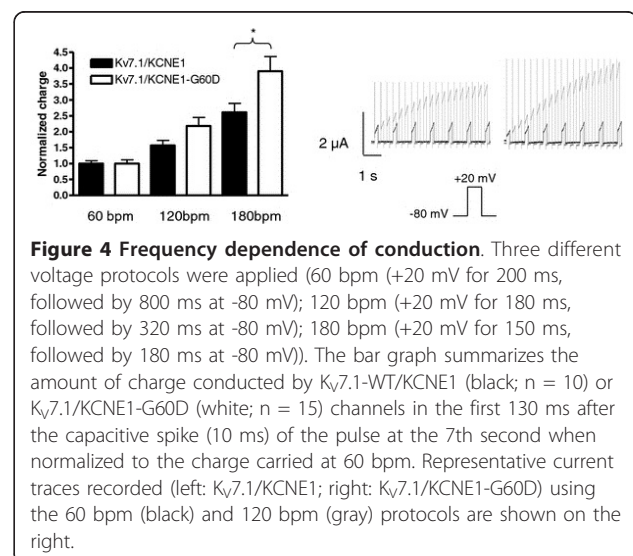 4.5
4.0
3.5
3.0
2.5
2.0
1.5
1.0
0.5
0.0
Normalized charge
Kv7.1/KCNE1
Kv7.1/KCNE1-G60D
*
60 bpm 120bpm 180bpm
2 µA
1 s
+20 mV
-80 mV
Figure 4 Frequency dependence of conduction. Three different
voltage protocols were applied (60 bpm (+20 mV for 200 ms,
followed by 800 ms at -80 mV); 120 bpm (+20 mV for 180 ms,
followed by 320 ms at -80 mV); 180 bpm (+20 mV for 150 ms,
followed by 180 ms at -80 mV)). The bar graph summarizes the
amount of charge conducted by KV7.1-WT/KCNE1 (black; n = 10) or
KV7.1/KCNE1-G60D (white; n = 15) channels in the first 130 ms after
the capacitive spike (10 ms) of the pulse at the 7th second when
normalized to the charge carried at 60 bpm. Representative current
traces recorded (left: KV7.1/KCNE1; right: KV7.1/KCNE1-G60D) using
the 60 bpm (black) and 120 bpm (gray) protocols are shown on the
right.